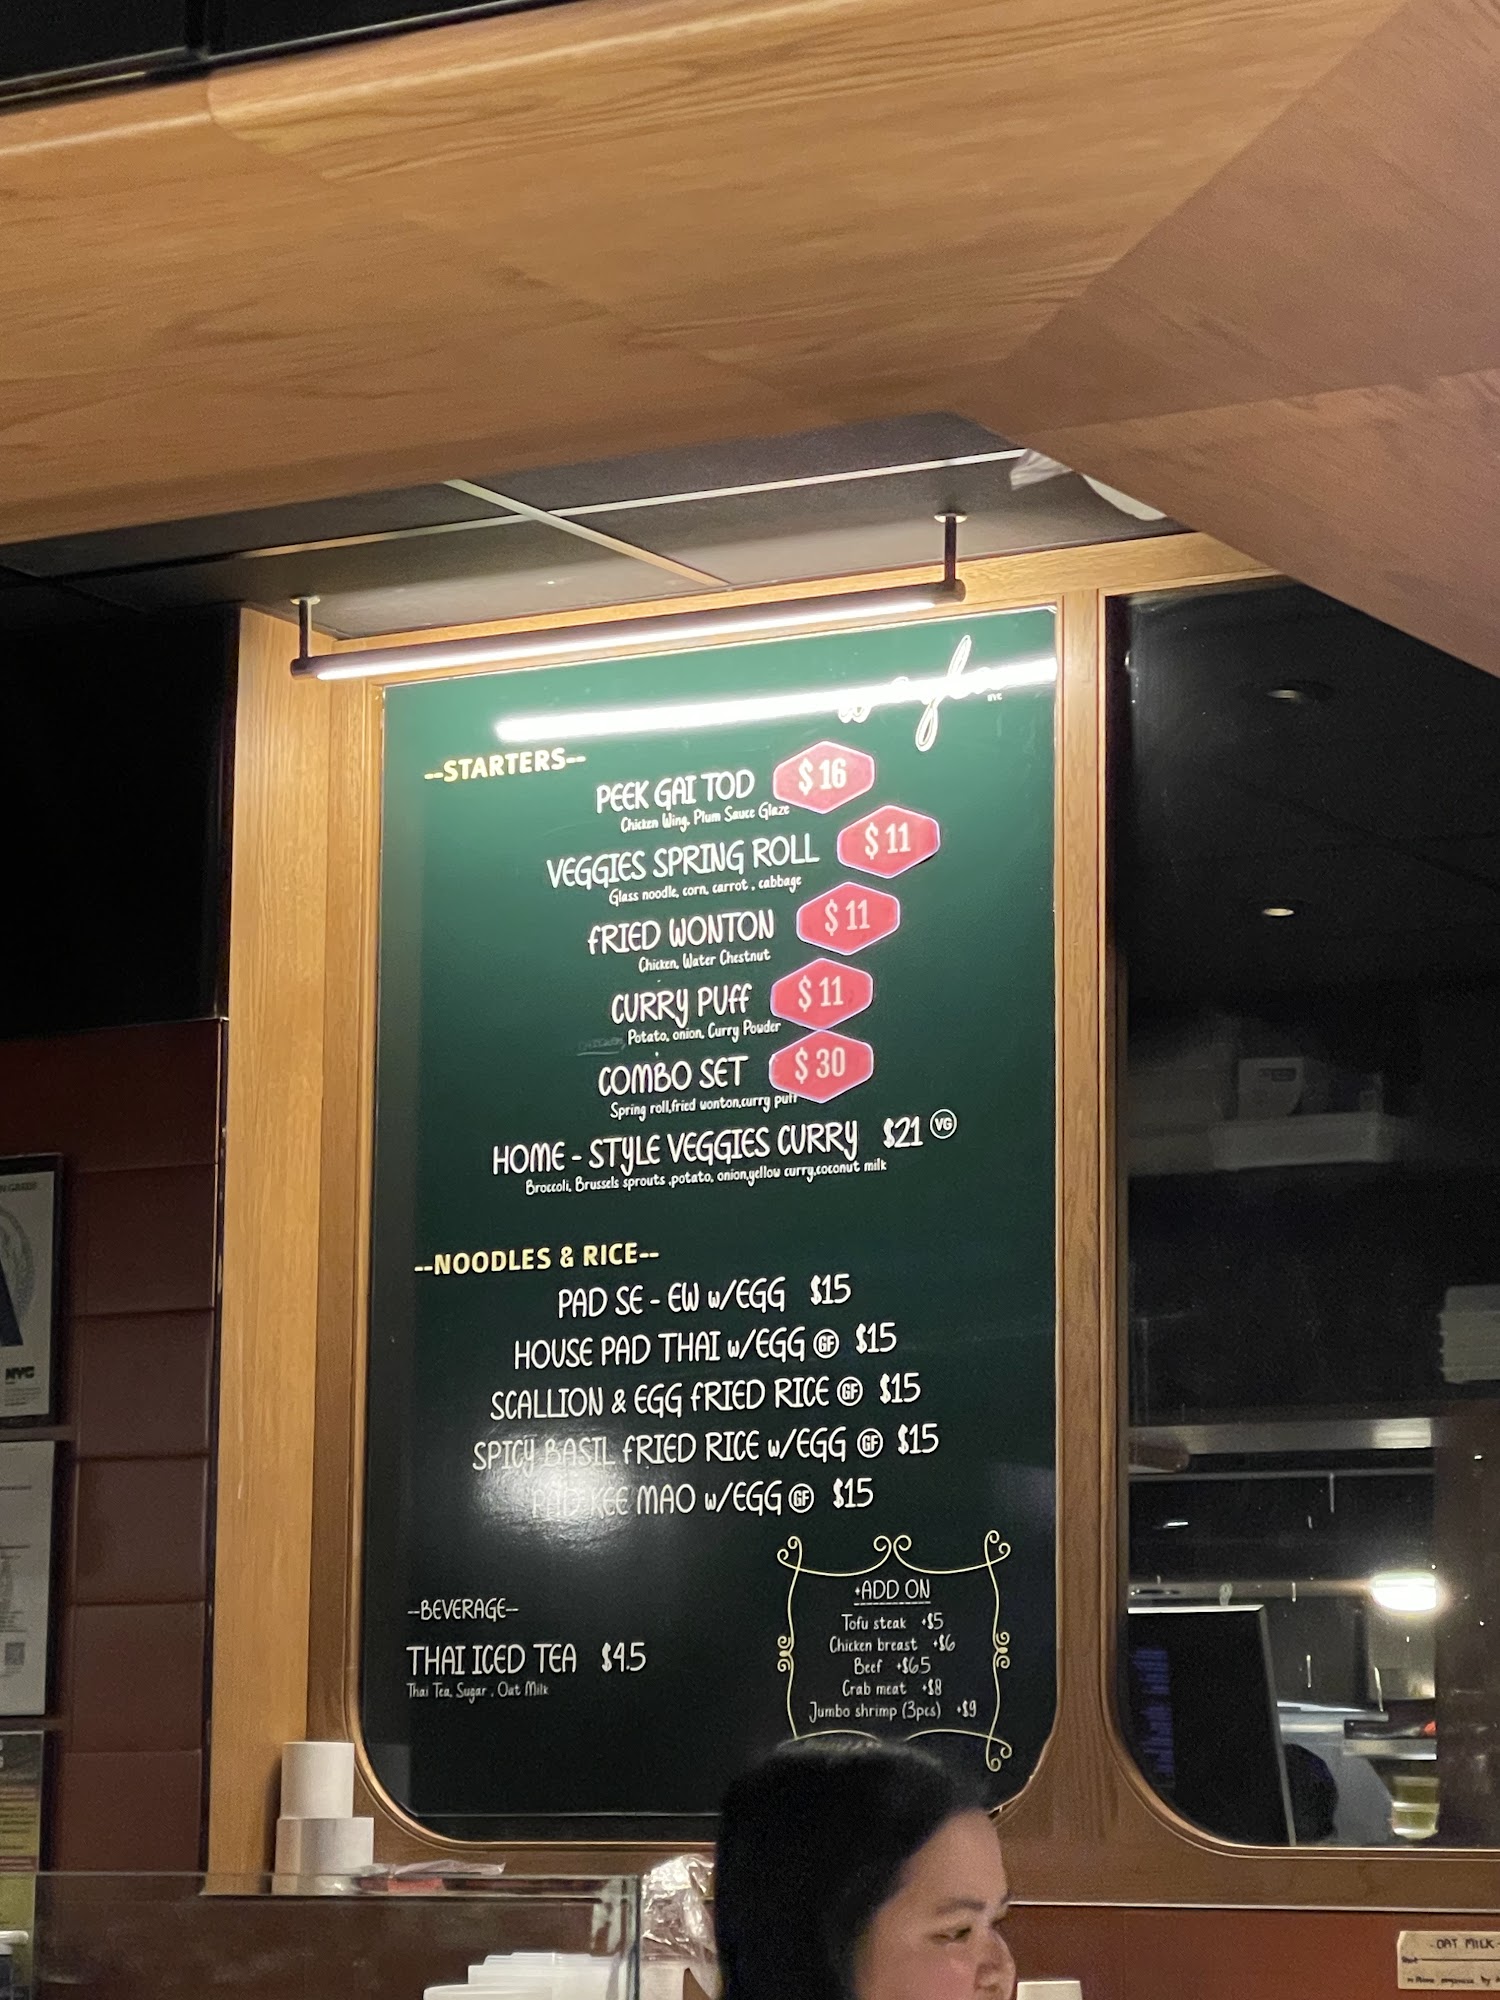 --STARTERS--
PEEK GAI TOD $16
Chicken Wing, Plum Sauce Glaze
VEGGIES SPRING ROLL $11
Glass noodle, corn, carrot , cabbage
FRIED WONTON $11
Chicken, Water Chestnut
CURRY PUFF $11
Potato, onion, Curry Powder
COMBO SET $30
Spring roll,fried wonton,curry puff
HOME - STYLE VEGGIES CURRY $21 VG
Broccoli, Brussels sprouts ,potato, onion,yellow curry,coconut milk
--NOODLES & RICE--
PAD SE - EW w/EGG $15
HOUSE PAD THAI w/EGG GF $15
SCALLION & EGG FRIED RICE GF $15
SPICY BASIL FRIED RICE w/EGG GF $15
PAD KEE MAO w/EGG GF $15
--BEVERAGE--
THAI ICED TEA $4.5
Thai Tea, Sugar , Oat Milk
+ADD ON
Tofu steak +$5
Chicken breast +$6
Beef +$6.5
Crab meat +$8
Jumbo shrimp (3pcs) +$9
NYC
OAT MILK